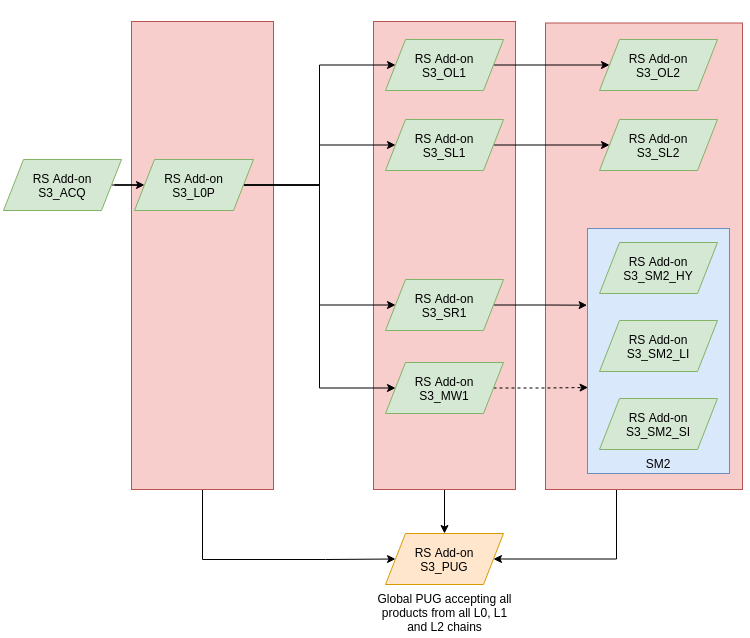 RS Add-on
S3_ACQ
RS Add-on
S3_L0P
RS Add-on
S3_OL1
RS Add-on
S3_OL2
RS Add-on
S3_SL1
RS Add-on
S3_SL2
RS Add-on
S3_SR1
RS Add-on
S3_MW1
RS Add-on
S3_SM2_HY
RS Add-on
S3_SM2_LI
RS Add-on
S3_SM2_SI
SM2
RS Add-on
S3_PUG
Global PUG accepting all
products from all L0, L1
and L2 chains